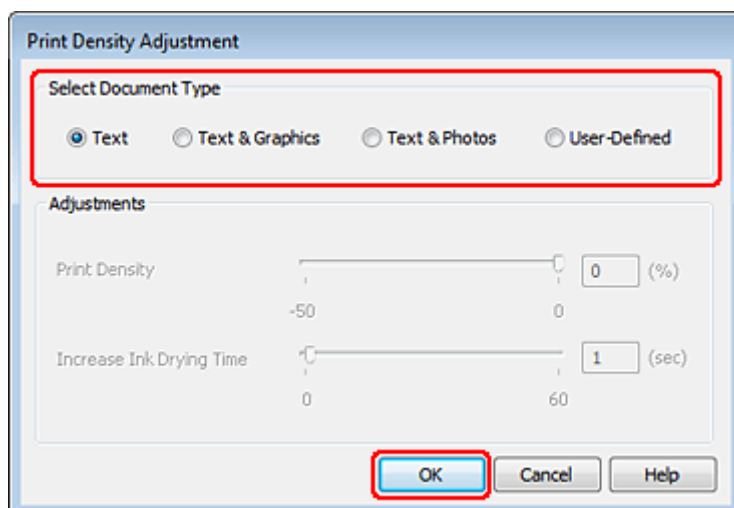 Print Density Adjustment
Select Document Type
Text Text & Graphics Text & Photos User-Defined
Adjustments
Print Density 0 (%)
-50 0
Increase Ink Drying Time 1 (sec)
0 60
OK Cancel Help